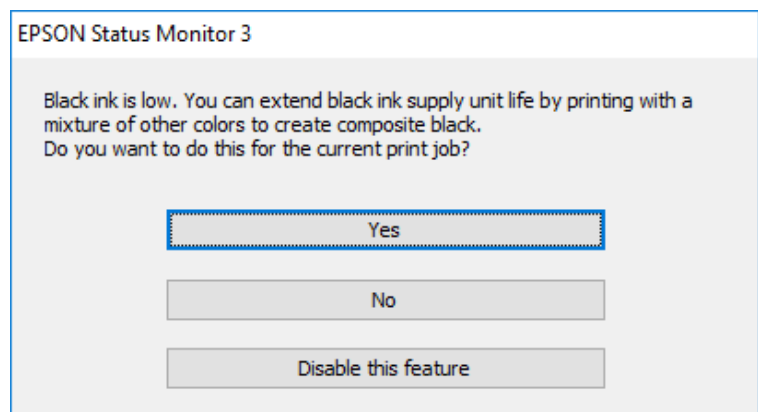 EPSON Status Monitor 3
Black ink is low. You can extend black ink supply unit life by printing with a
mixture of other colors to create composite black.
Do you want to do this for the current print job?
Yes
No
Disable this feature